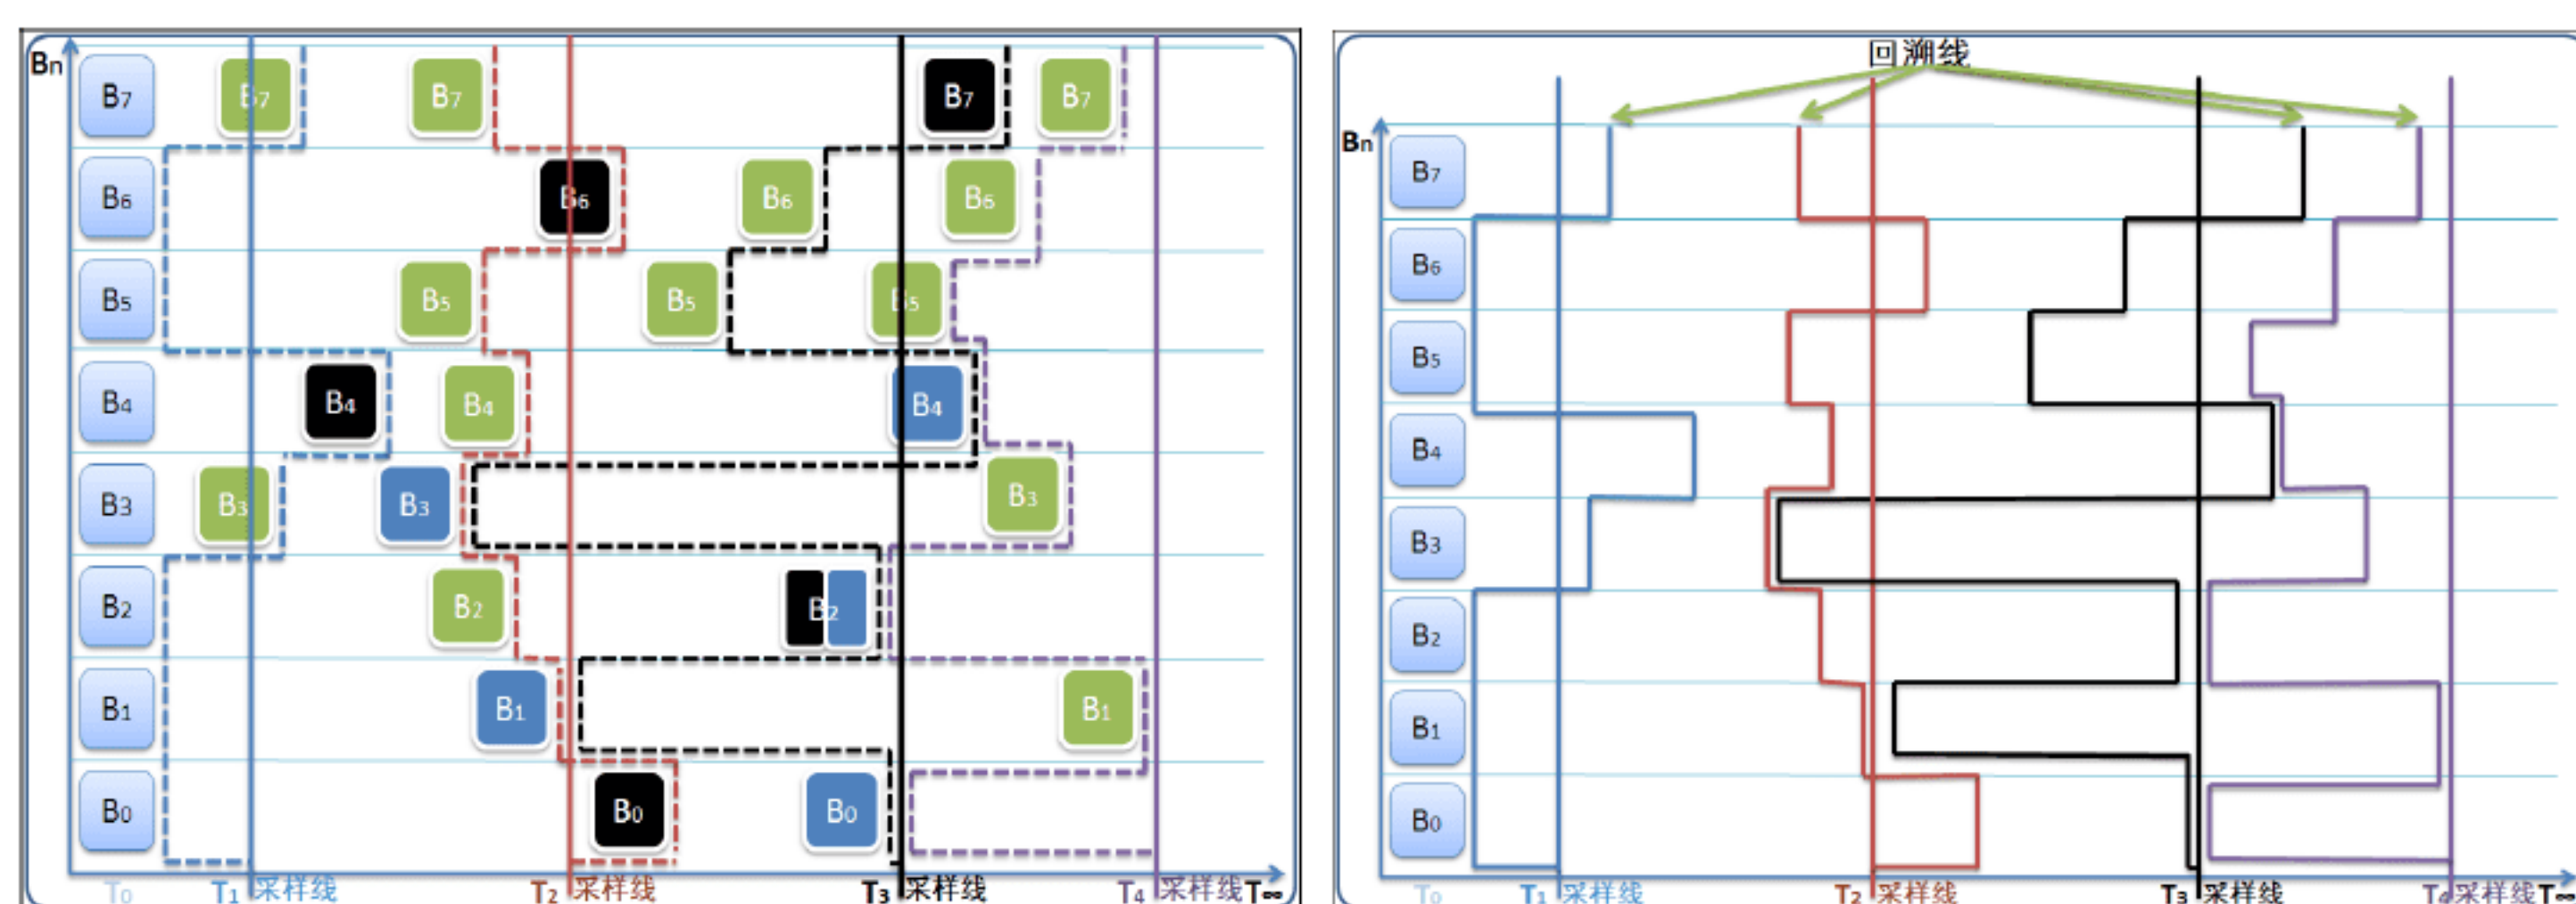 Bn
B7 B7 B7 B7 B7
B6 B6 B6 B6
B5 B5 B5 B5
B4 B4 B4 B4
B3 B3 B3 B3
B2 B2 B2
B1 B1 B1
B0 B0 B0
T0 T1 采样线 T2 采样线 T3 采样线 T4 采样线 T∞
回溯线
Bn
B7
B6
B5
B4
B3
B2
B1
B0
T0 T1 采样线 T2 采样线 T3 采样线 T4 采样线 T∞